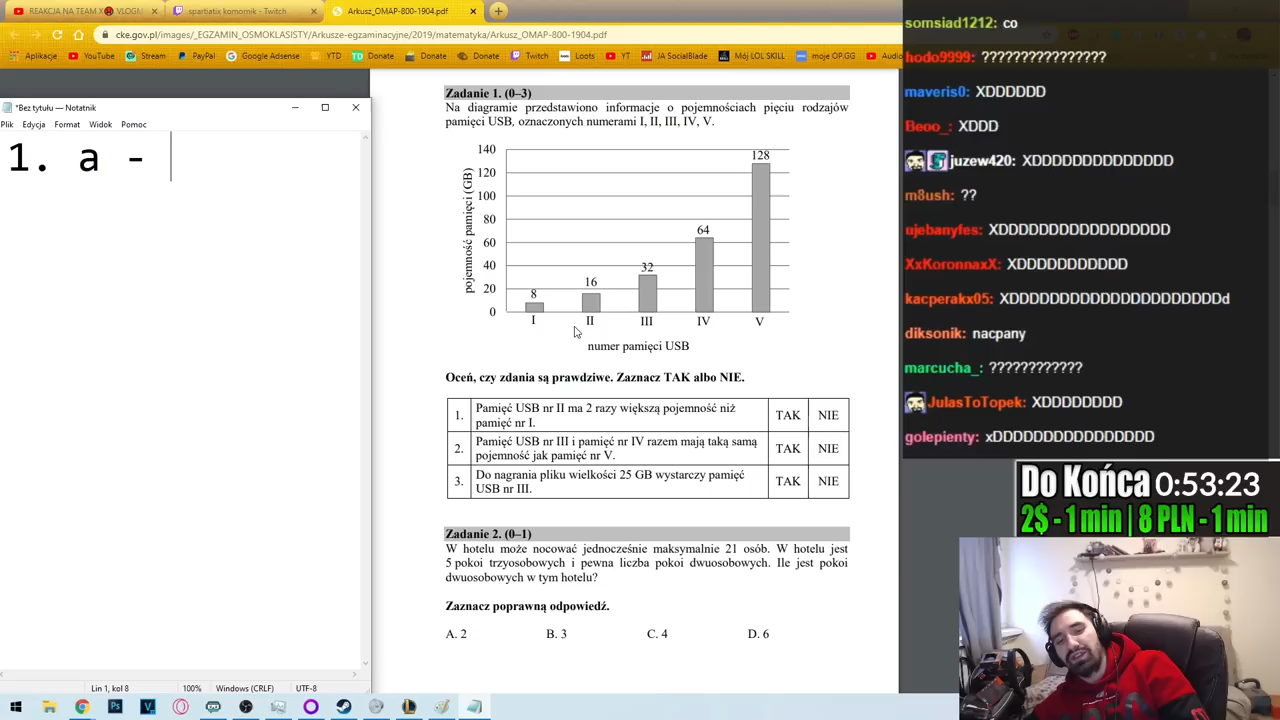 REAKCJA NA TEAM X
VLOGM
spartiatix komornik - Twitch
Arkusz_OMAP-800-1904.pdf
cke.gov.pl/images/_EGZAMIN_OSMOKLASISTY/Arkusze-egzaminacyjne/2019/matematyka/Arkusz_OMAP-800-1904.pdf
Aplikacje
YouTube
Stream
PayPal
Google Adsense
YTD
Donate
Donate
Donate
Twitch
Loots
YT
JA SocialBlade
Mój LOL SKILL
moje OP.GG
*Bez tytułu — Notatnik
Plik Edycja Format Widok Pomoc
1. a -
Lin 1, kol 8
100%
Windows (CRLF)
UTF-8
Zadanie 1. (0–3)
Na diagramie przedstawiono informacje o pojemnościach pięciu rodzajów
pamięci USB, oznaczonych numerami I, II, III, IV, V.
pojemność pamięci (GB)
140
120
100
80
60
40
20
0
8
16
32
64
128
I
II
III
IV
V
numer pamięci USB
Oceń, czy zdania są prawdziwe. Zaznacz TAK albo NIE.
1.
Pamięć USB nr II ma 2 razy większą pojemność niż
pamięć nr I.
TAK
NIE
2.
Pamięć USB nr III i pamięć nr IV razem mają taką samą
pojemność jak pamięć nr V.
TAK
NIE
3.
Do nagrania pliku wielkości 25 GB wystarczy pamięć
USB nr III.
TAK
NIE
Zadanie 2. (0–1)
W hotelu może nocować jednocześnie maksymalnie 21 osób. W hotelu jest
5 pokoi trzyosobowych i pewna liczba pokoi dwuosobowych. Ile jest pokoi
dwuosobowych w tym hotelu?
Zaznacz poprawną odpowiedź.
A. 2
B. 3
C. 4
D. 6
somsiad1212: co
hodo9999: ????????????????
maveris0: XDDDDDD
Beoo_: XDDD
juzew420: XDDDDDDDDDDDDDD
m8ush: ??
ujebanyfes: XDDDDDDDDDDDDDDDDD
XxKoronnaxX: XDDDDDDDDDDD
kacperakx05: XDDDDDDDDDDDDDDDDDDDDDd
diksonik: nacpany
marcucha_: ????????????
JulasToTopek: XDDDDDDDD
golepienty: xDDDDDDDDDDDDDDDD
Do Końca 0:53:23
2$ - 1 min | 8 PLN - 1 min